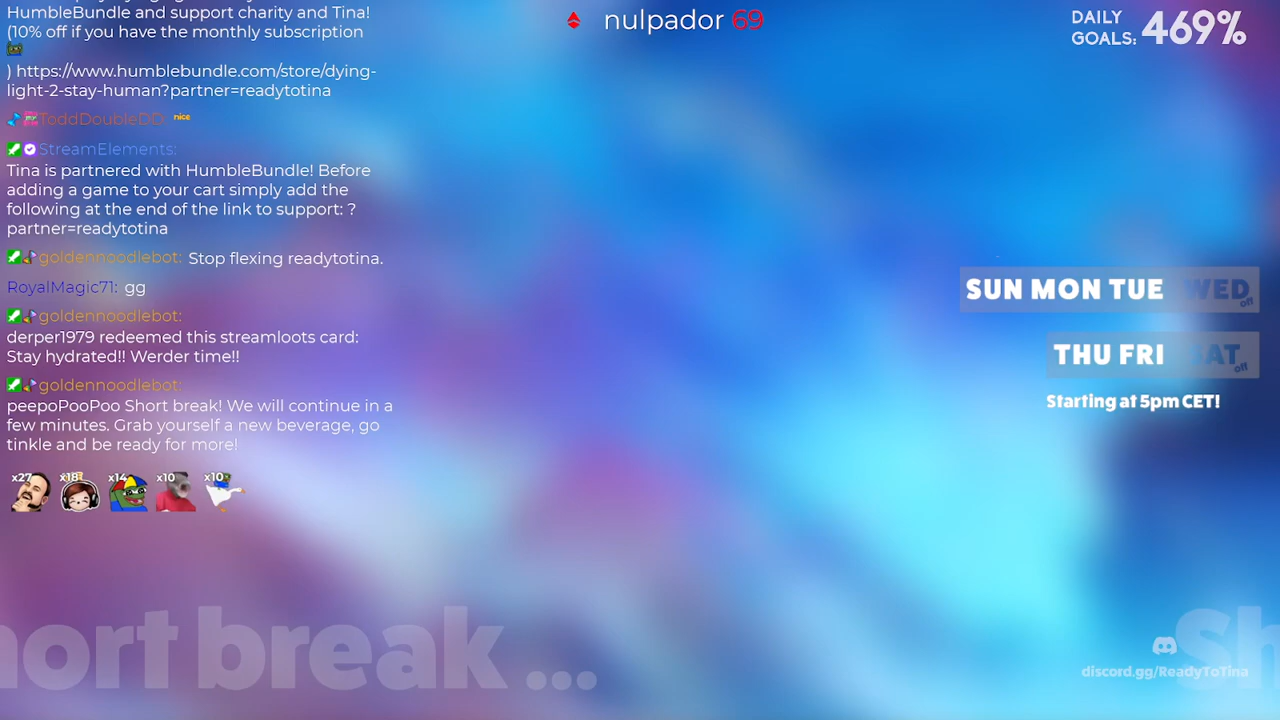 HumbleBundle and support charity and Tina!
(10% off if you have the monthly subscription
) https://www.humblebundle.com/store/dying-
light-2-stay-human?partner=readytotina
ToddDoubleDD: nice
StreamElements:
Tina is partnered with HumbleBundle! Before
adding a game to your cart simply add the
following at the end of the link to support: ?
partner=readytotina
goldennoodlebot: Stop flexing readytotina.
RoyalMagic71: gg
goldennoodlebot:
derper1979 redeemed this streamloots card:
Stay hydrated!! Werder time!!
goldennoodlebot:
peepoPooPoo Short break! We will continue in a
few minutes. Grab yourself a new beverage, go
tinkle and be ready for more!
x27 x18 x14 x10 x10
nulpador 69
DAILY
GOALS: 469%
SUN MON TUE WED off
THU FRI SAT off
Starting at 5pm CET!
hort break ...
Sh
discord.gg/ReadyToTina